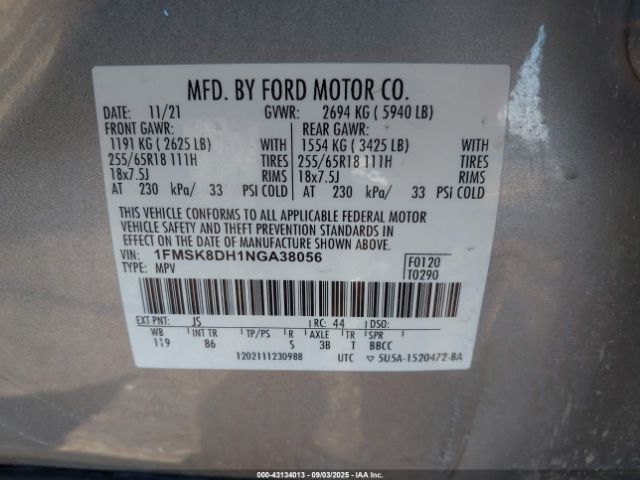 MFD. BY FORD MOTOR CO.
DATE: 11/21 GVWR: 2694 KG ( 5940 LB)
FRONT GAWR: REAR GAWR:
1191 KG ( 2625 LB) WITH 1554 KG ( 3425 LB) WITH
255/65R18 111H TIRES 255/65R18 111H TIRES
18x7.5J RIMS 18x7.5J RIMS
AT 230 kPa/ 33 PSI COLD AT 230 kPa/ 33 PSI COLD
THIS VEHICLE CONFORMS TO ALL APPLICABLE FEDERAL MOTOR
VEHICLE SAFETY AND THEFT PREVENTION STANDARDS IN
EFFECT ON THE DATE OF MANUFACTURE SHOWN ABOVE.
VIN: 1FMSK8DH1NGA38056 F0120
TYPE: MPV T0290
EXT PNT: JS RC: 44 DSO:
WB INT TR TP/PS R AXLE TR SPR
119 86 S 3B T BBCC
1202111230988 UTC ▽ 5U5A-1520472-BA
000-43134013 - 09/03/2025 - IAAI.com